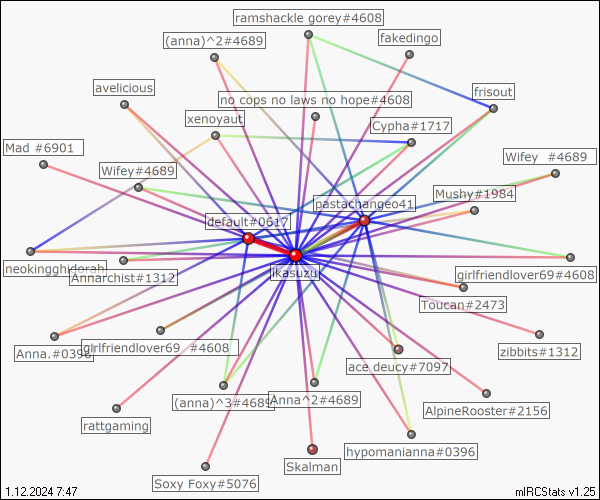 ramshackle gorey#4608
(anna)^2#4689
fakedingo
avelicious
frisout
no cops no laws no hope#4608
xenoyaut
Cypha#1717
Mad #6901
Wifey #4689
Wifey#4689
Mushy#1984
pastachangeo41
default#0617
neokingghidorah
Annarchist#1312
ikasuzu
girlfriendlover69#4608
Toucan#2473
Anna.#0396
girlfriendlover69 #4608
zibbits#1312
ace.deucy#7097
(anna)^3#4689
Anna^2#4689
AlpineRooster#2156
rattgaming
hypomanianna#0396
Skalman
Soxy Foxy#5076
1.12.2024 7:47
mIRCStats v1.25